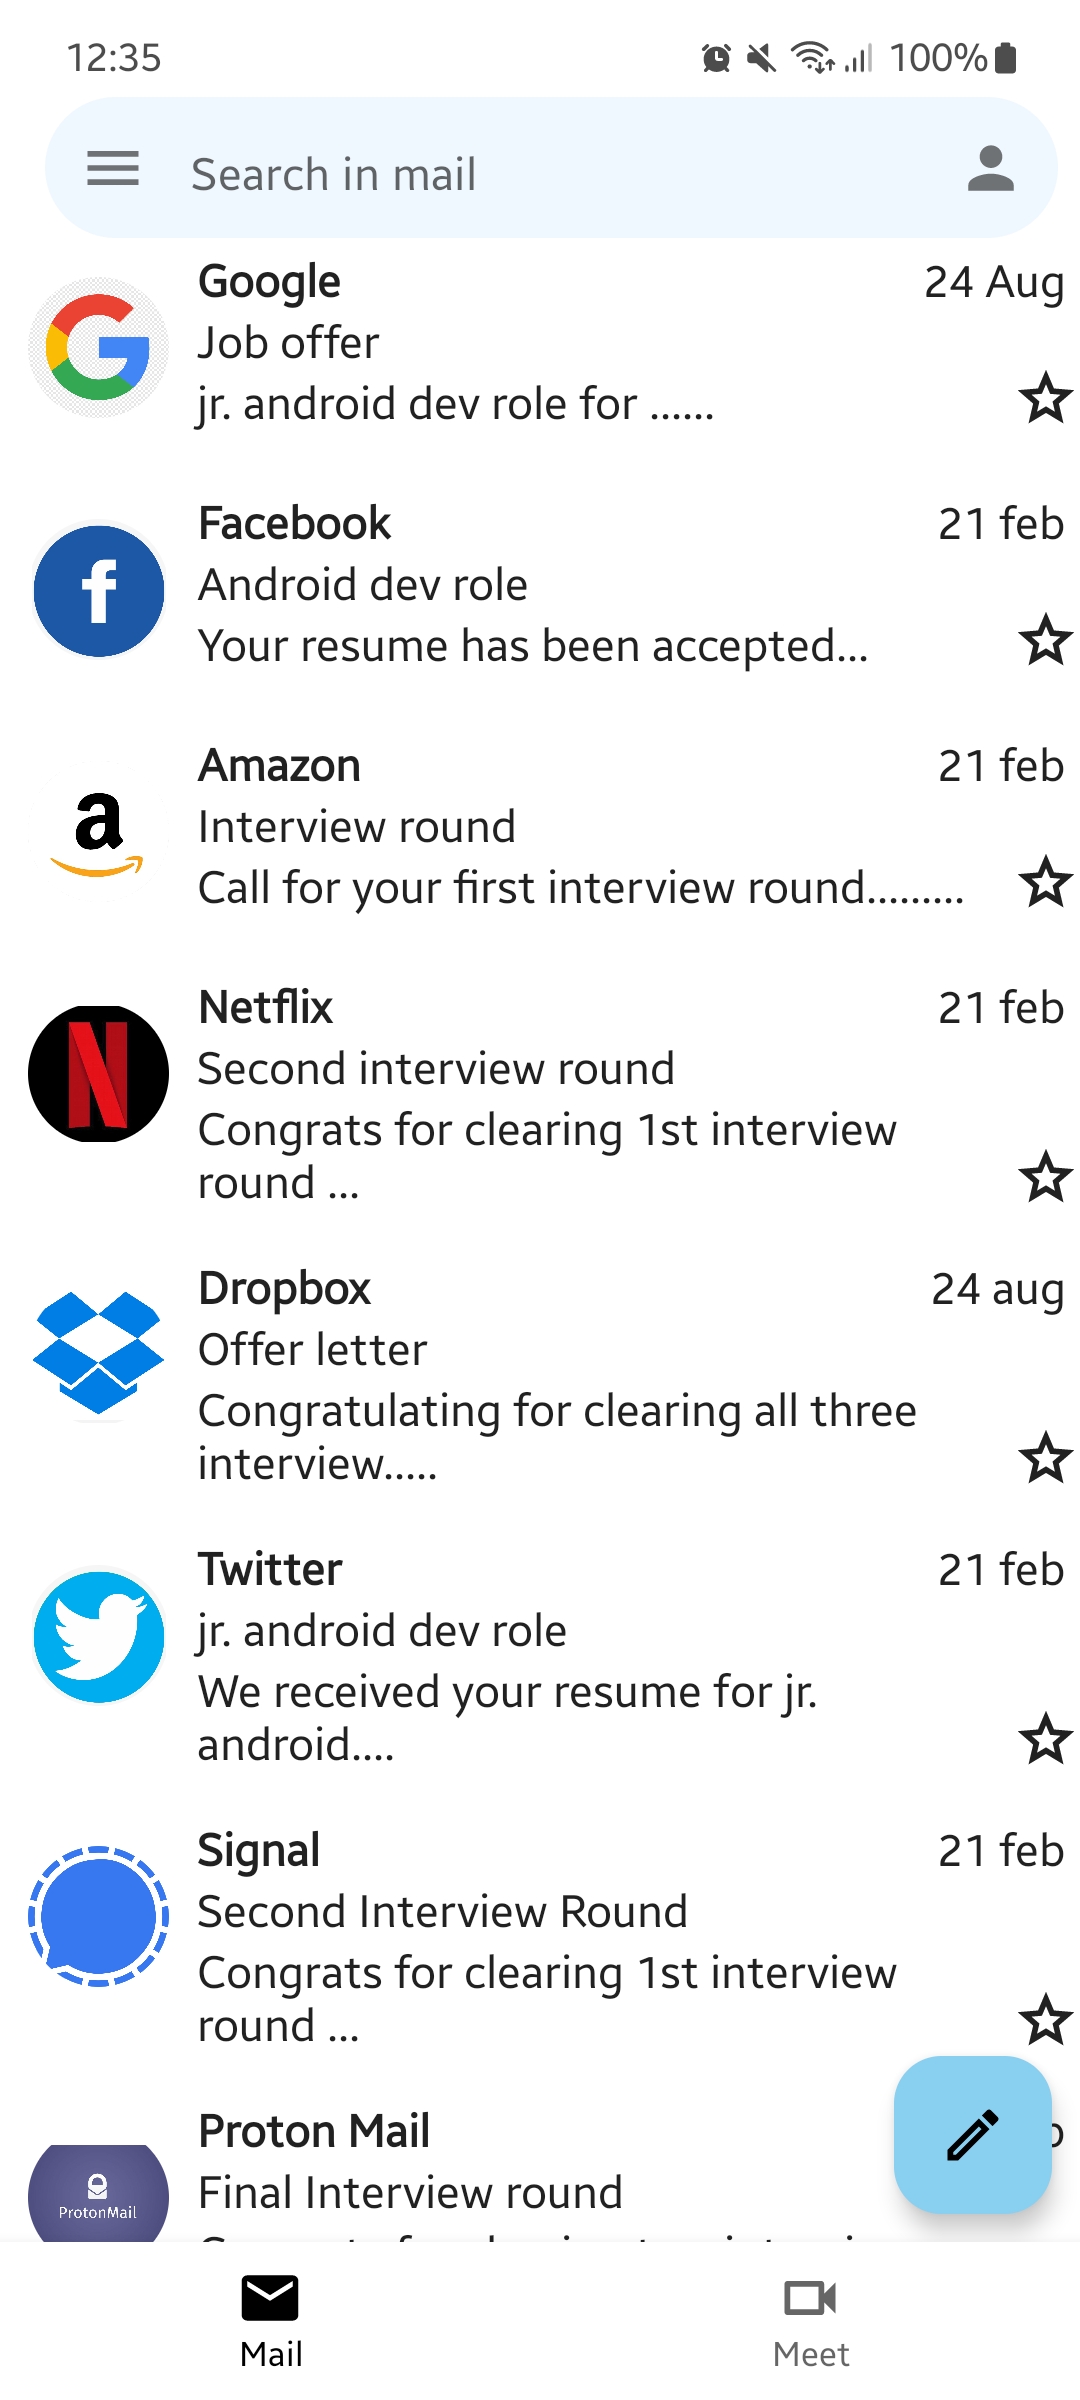 12:35 100%
Search in mail
Google 24 Aug
Job offer
jr. android dev role for ......
Facebook 21 feb
Android dev role
Your resume has been accepted...
Amazon 21 feb
Interview round
Call for your first interview round.........
Netflix 21 feb
Second interview round
Congrats for clearing 1st interview
round ...
Dropbox 24 aug
Offer letter
Congratulating for clearing all three
interview.....
Twitter 21 feb
jr. android dev role
We received your resume for jr.
android....
Signal 21 feb
Second Interview Round
Congrats for clearing 1st interview
round ...
Proton Mail
ProtonMail
Final Interview round
Mail Meet